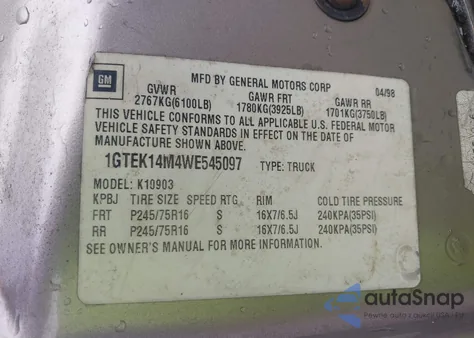 GM
MFD BY GENERAL MOTORS CORP 04/98
GVWR GAWR FRT GAWR RR
2767KG(6100LB) 1780KG(3925LB) 1701KG(3750LB)
THIS VEHICLE CONFORMS TO ALL APPLICABLE U.S. FEDERAL MOTOR
VEHICLE SAFETY STANDARDS IN EFFECT ON THE DATE OF
MANUFACTURE SHOWN ABOVE.
1GTEK14M4WE545097 TYPE: TRUCK
MODEL: K10903
KPBJ TIRE SIZE SPEED RTG RIM COLD TIRE PRESSURE
FRT P245/75R16 S 16X7/6.5J 240KPA(35PSI)
RR P245/75R16 S 16X7/6.5J 240KPA(35PSI)
SEE OWNER'S MANUAL FOR MORE INFORMATION.
autoSnap
Pewne auta z aukcji USA